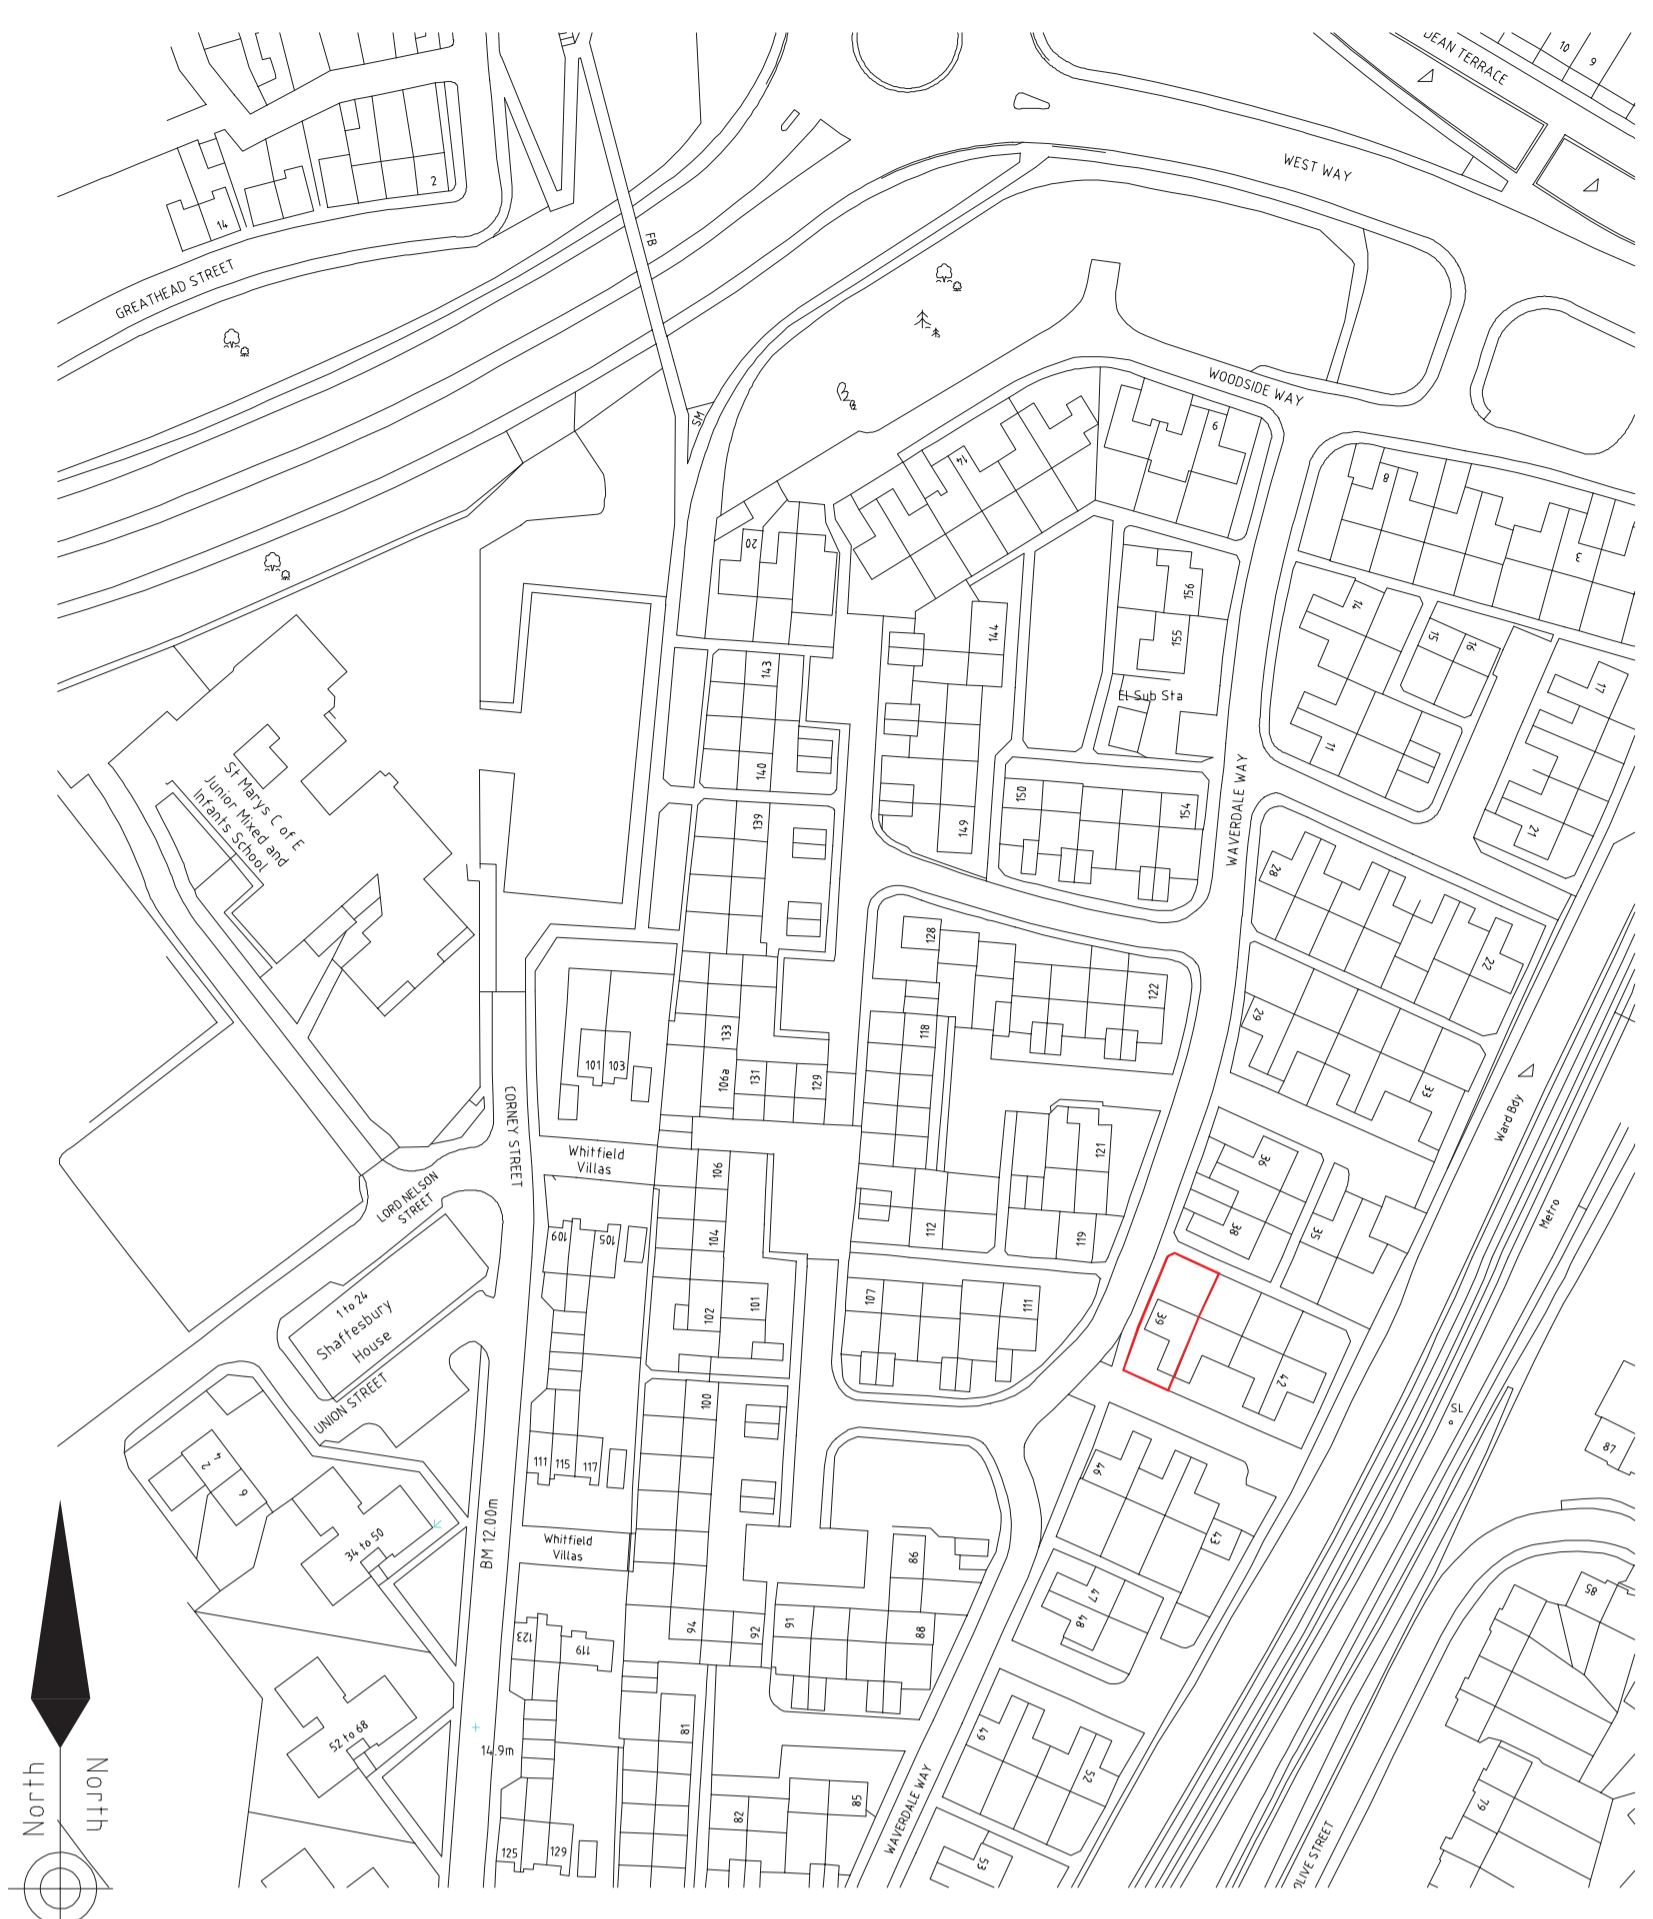 DEAN TERRACE
10
9
WEST WAY
2
14
FB
GREATHEAD STREET
WOODSIDE WAY
SM
9
14
8
3
20
156
14
144
15
16
155
143
17
El Sub Sta
11
140
WAVERDALE WAY
150
154
St Marys C of E
Junior Mixed and
Infants School
139
149
21
28
128
22
122
29
118
133
101
103
106a
131
129
33
CORNEY STREET
Ward Bdy
Whitfield
Villas
106
121
36
LORD NELSON
STREET
Metro
109
105
104
112
119
38
35
1 to 24
Shaftesbury
House
107
111
102
101
39
42
UNION STREET
100
SL
87
2
4
6
111
115
117
46
BM 12.00m
34 to 50
Whitfield
Villas
86
43
47
48
85
94
92
91
88
123
119
52 to 68
81
49
14.9m
52
North
North
82
85
WAVERDALE WAY
79
125
129
53
OLIVE STREET